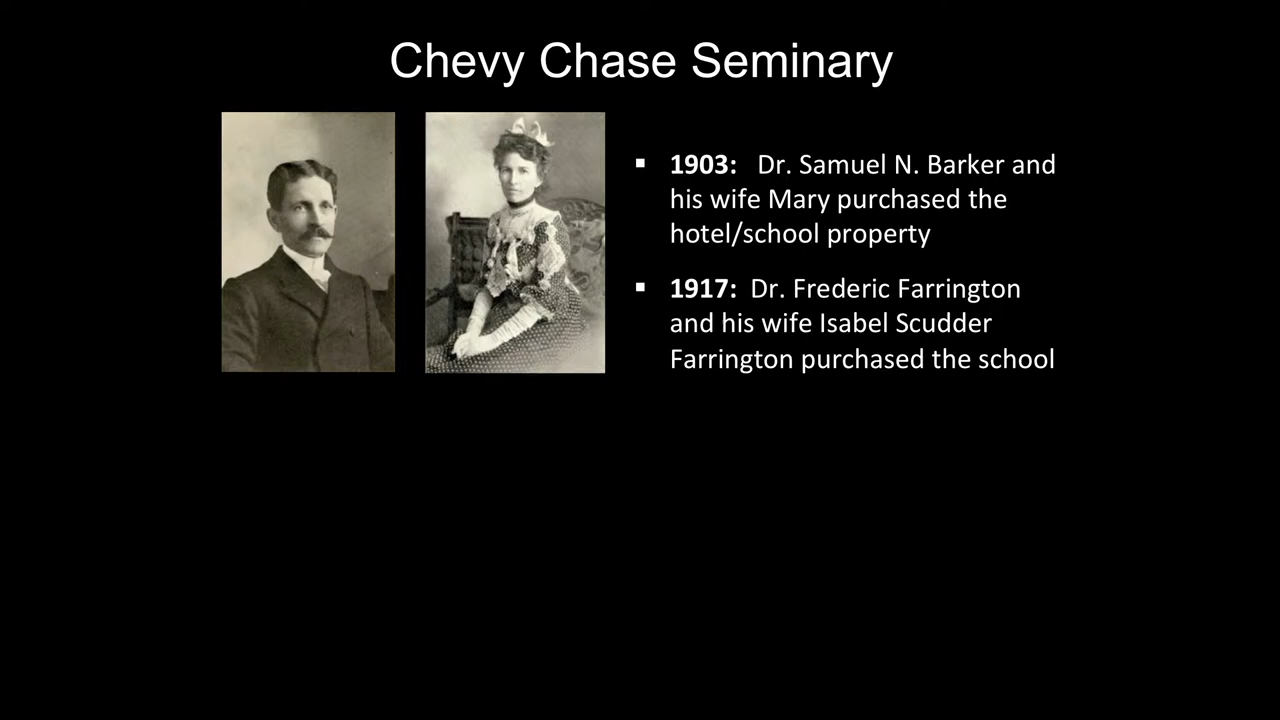 Chevy Chase Seminary
▪ 1903: Dr. Samuel N. Barker and
his wife Mary purchased the
hotel/school property
▪ 1917: Dr. Frederic Farrington
and his wife Isabel Scudder
Farrington purchased the school